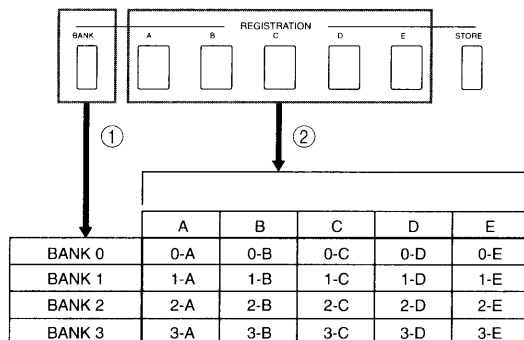 REGISTRATION
BANK A B C D E STORE
① ②
A B C D E
BANK 0 0-A 0-B 0-C 0-D 0-E
BANK 1 1-A 1-B 1-C 1-D 1-E
BANK 2 2-A 2-B 2-C 2-D 2-E
BANK 3 3-A 3-B 3-C 3-D 3-E